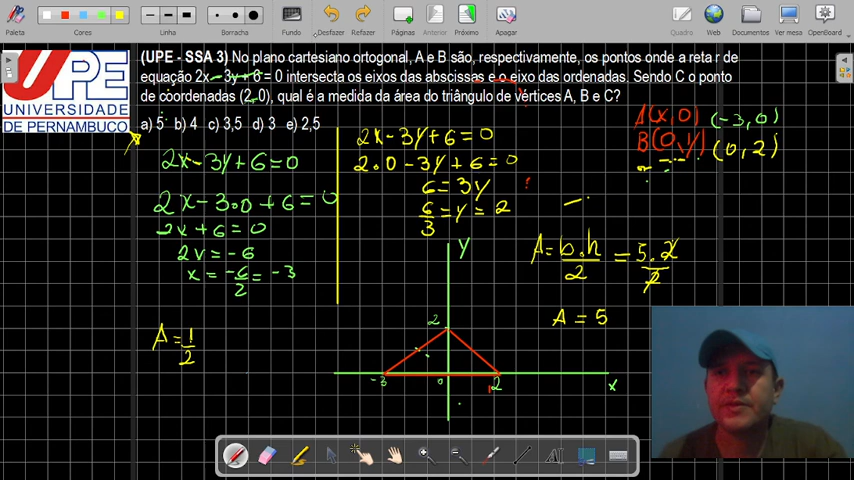 Paleta
Cores
Borracha
Fundo
Desfazer
Refazer
Páginas
Anterior
Próximo
Apagar
Quadro
Web
Documentos
Ver mesa
OpenBoard
UPE
UNIVERSIDADE
DE PERNAMBUCO
(UPE - SSA 3) No plano cartesiano ortogonal, A e B são, respectivamente, os pontos onde a reta r de
equação 2x - 3y + 6 = 0 intersecta os eixos das abscissas e o eixo das ordenadas. Sendo C o ponto
de coordenadas (2,0), qual é a medida da área do triângulo de vértices A, B e C?
a) 5 b) 4 c) 3,5 d) 3 e) 2,5
A(x,0) (-3,0)
B(0,y) (0,2)
2x-3y+6=0
2x-3.0+6=0
2x+6=0
2x=-6
x=-6/2=-3
2x-3y+6=0
2.0-3y+6=0
6=3y
6/3=y=2
A=b.h/2=5.2/2
A=5
A=1/2
y
2
-3
0
2
x